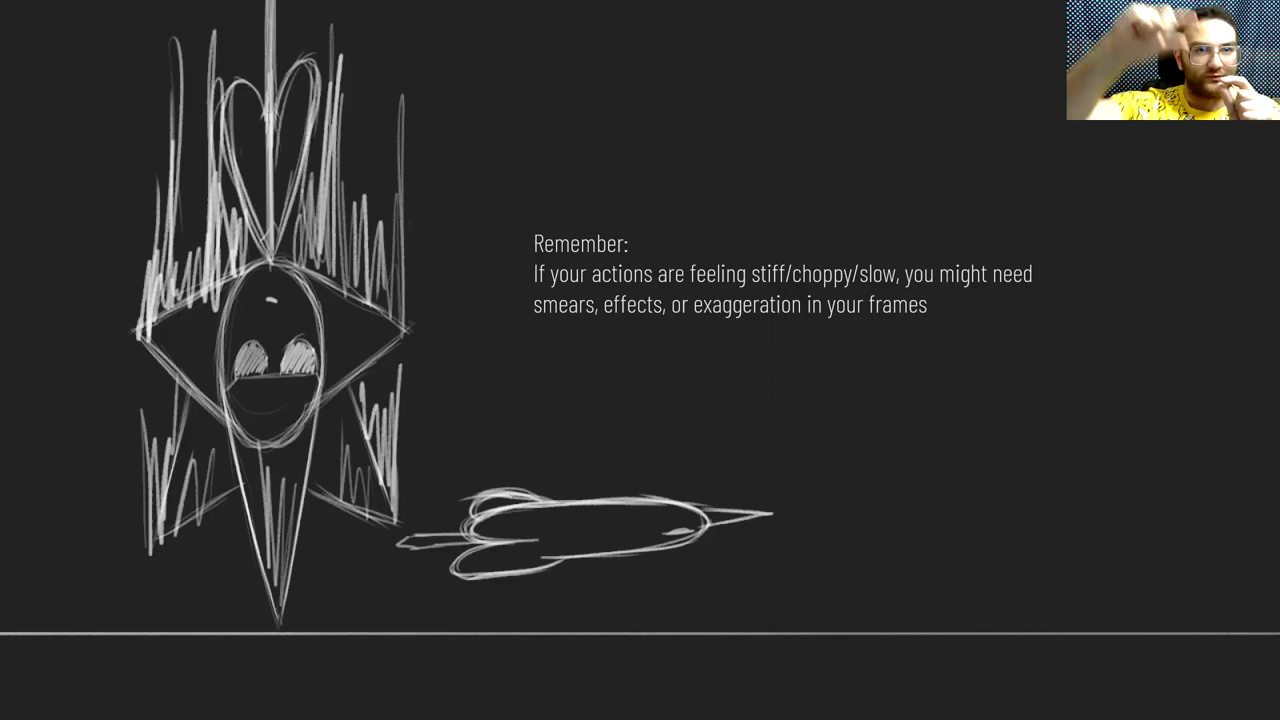 Remember:
If your actions are feeling stiff/choppy/slow, you might need
smears, effects, or exaggeration in your frames